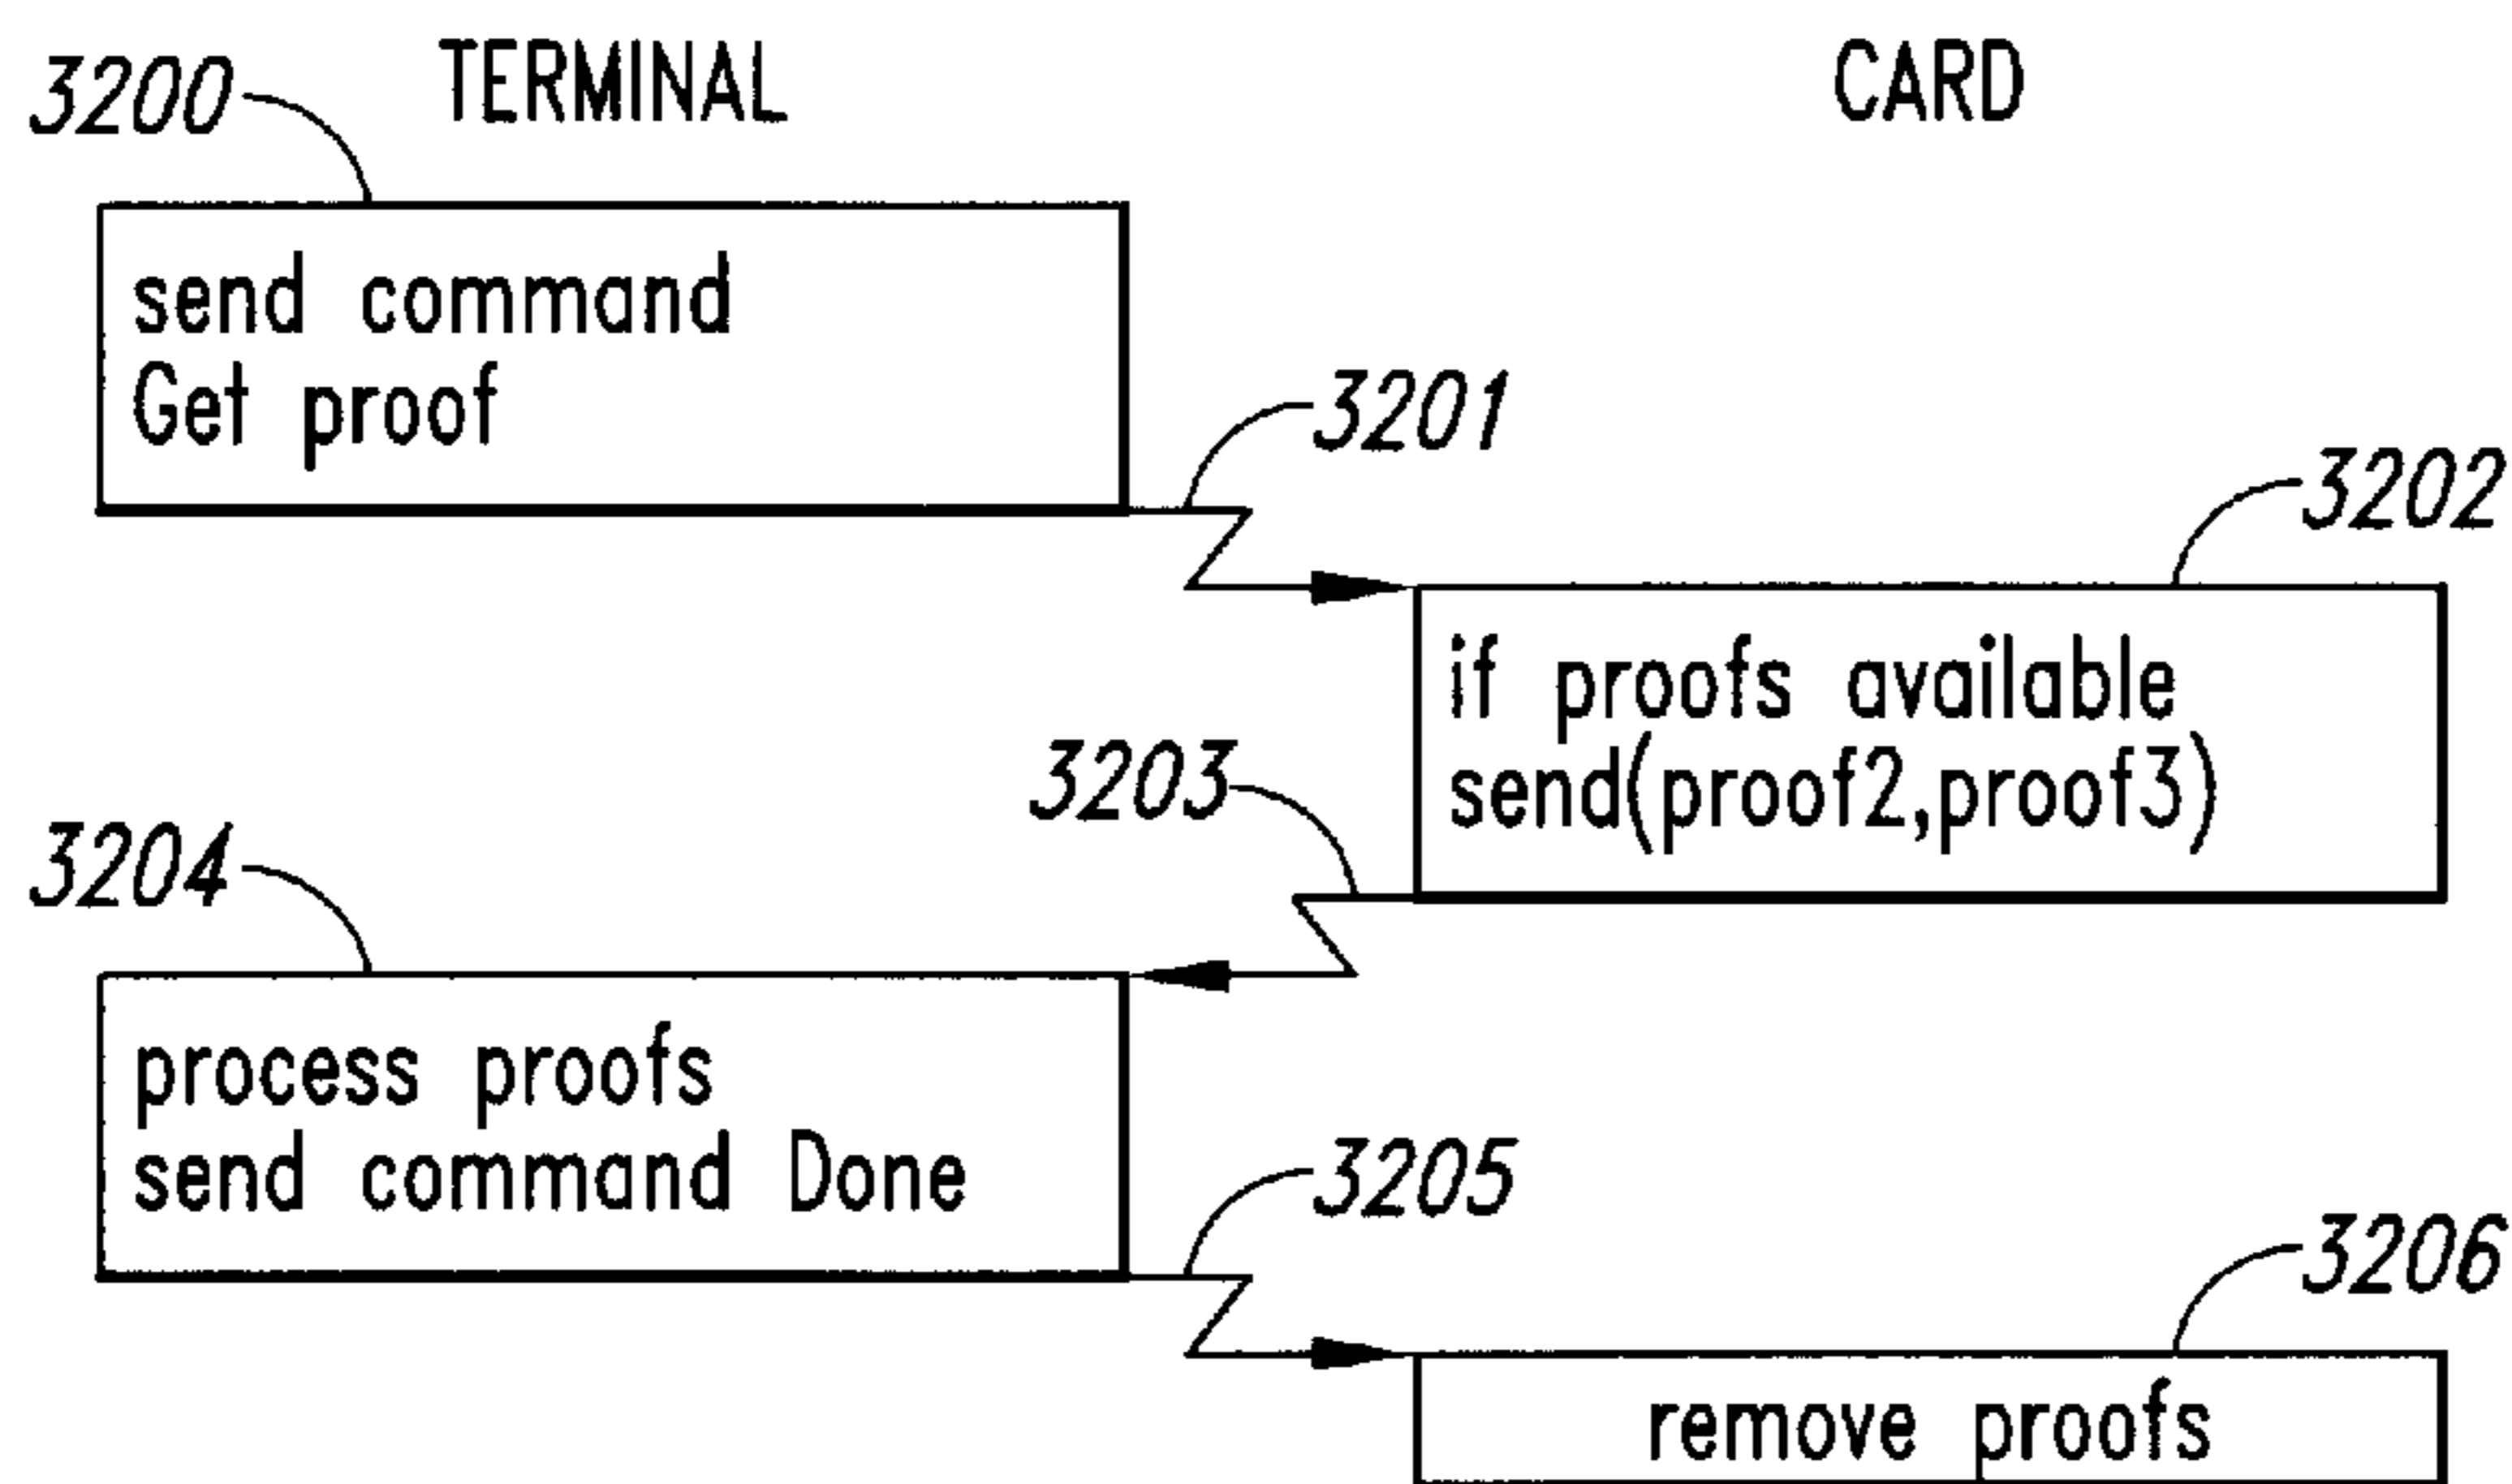 3200
TERMINAL
CARD
send command
Get proof
3201
3202
if proofs available
send(proof2,proof3)
3203
3204
process proofs
send command Done
3205
3206
remove proofs